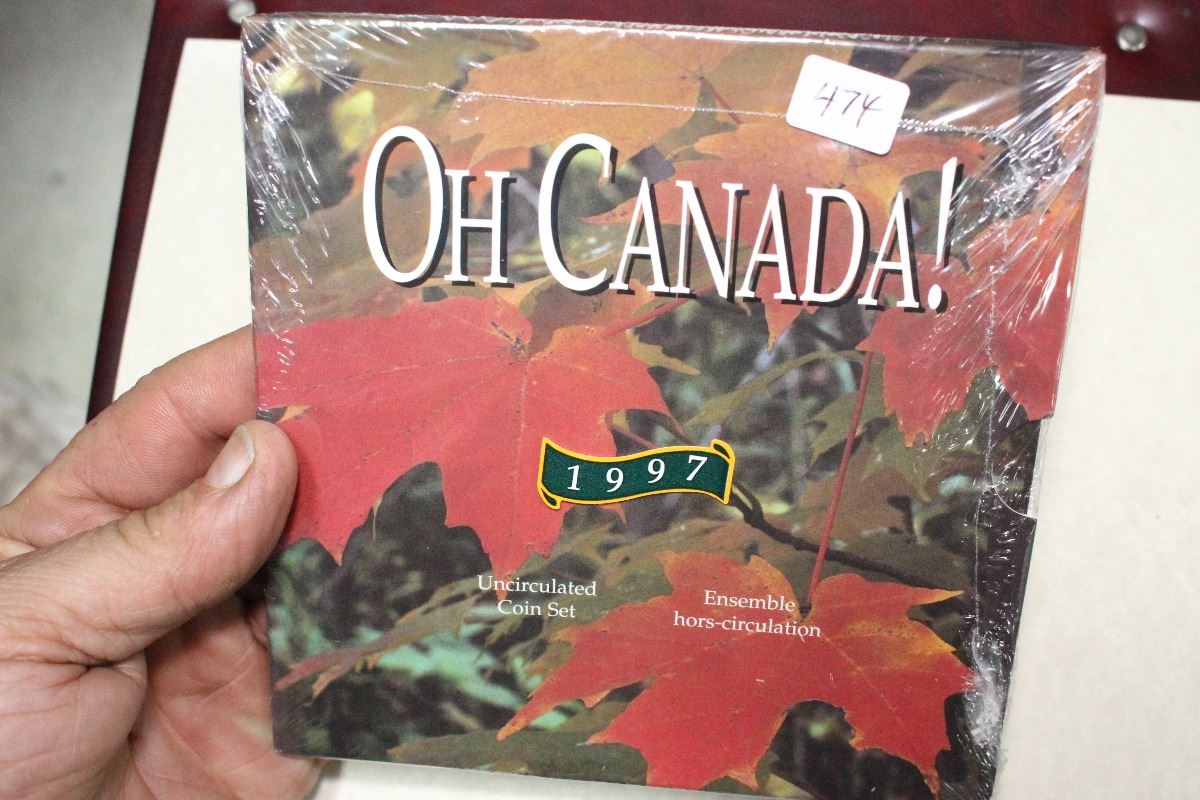 474
OH CANADA!
1997
Uncirculated
Coin Set
Ensemble
hors-circulation